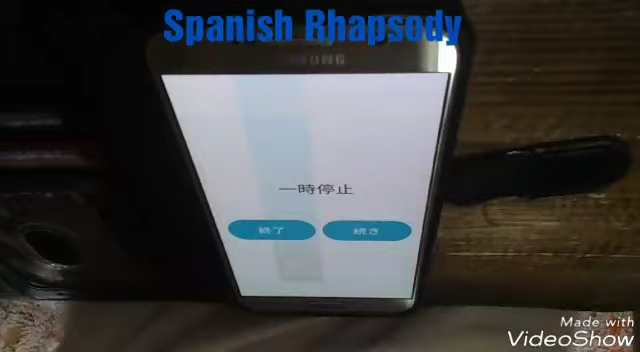 Spanish Rhapsody
SAMSUNG
一時停止
終了
続き
Made with
VideoShow